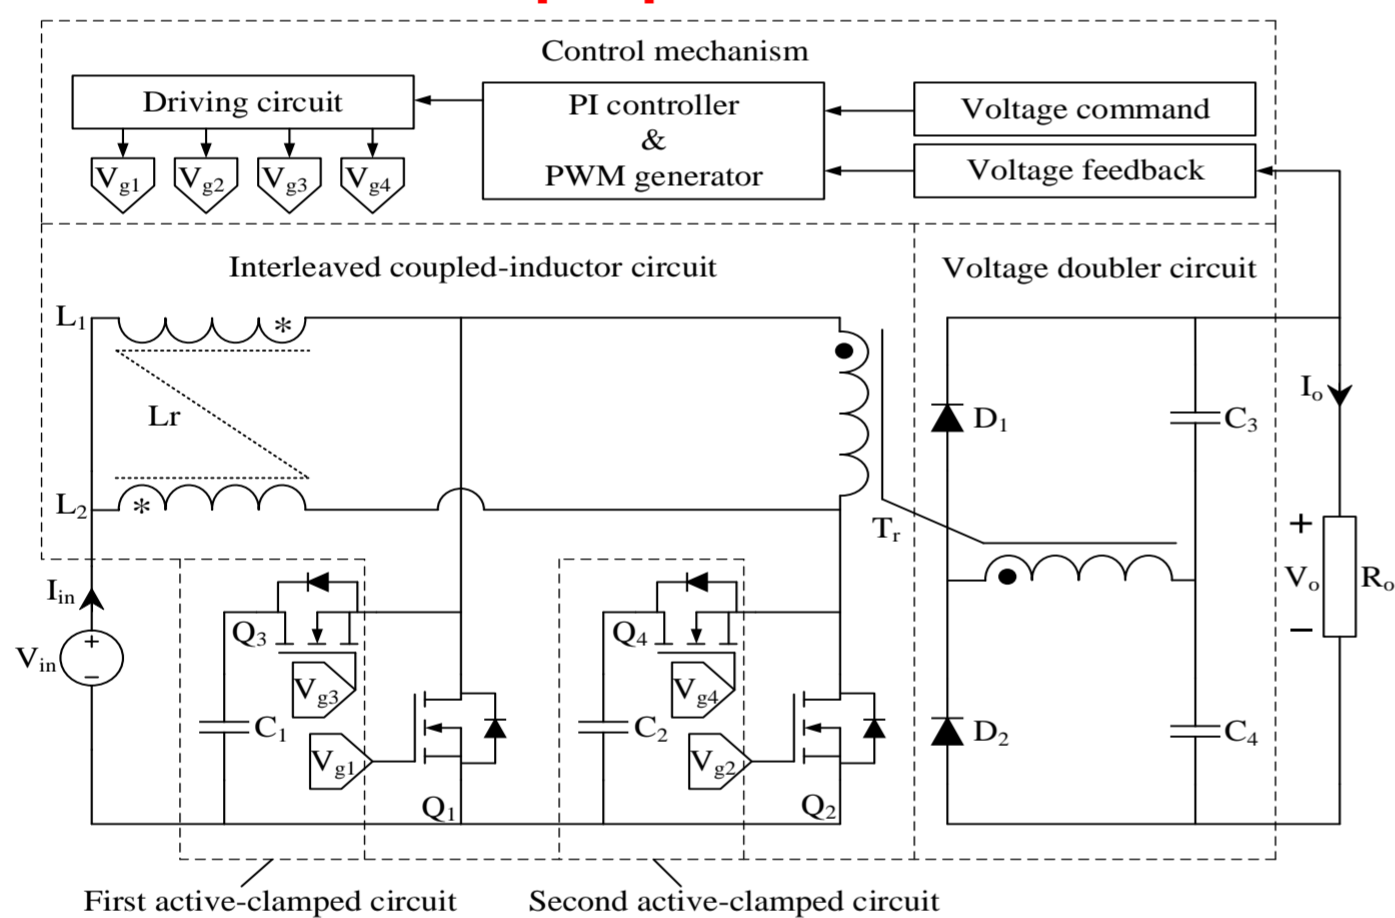 Control mechanism
Driving circuit
PI controller
&
PWM generator
Voltage command
Voltage feedback
Vg1
Vg2
Vg3
Vg4
Interleaved coupled-inductor circuit
Voltage doubler circuit
L1
*
Lr
L2
*
Tr
D1
C3
Io
Iin
Vin
+
−
Q3
Vg3
C1
Vg1
Q1
Q4
Vg4
C2
Vg2
Q2
D2
C4
+
Vo
−
Ro
First active-clamped circuit
Second active-clamped circuit